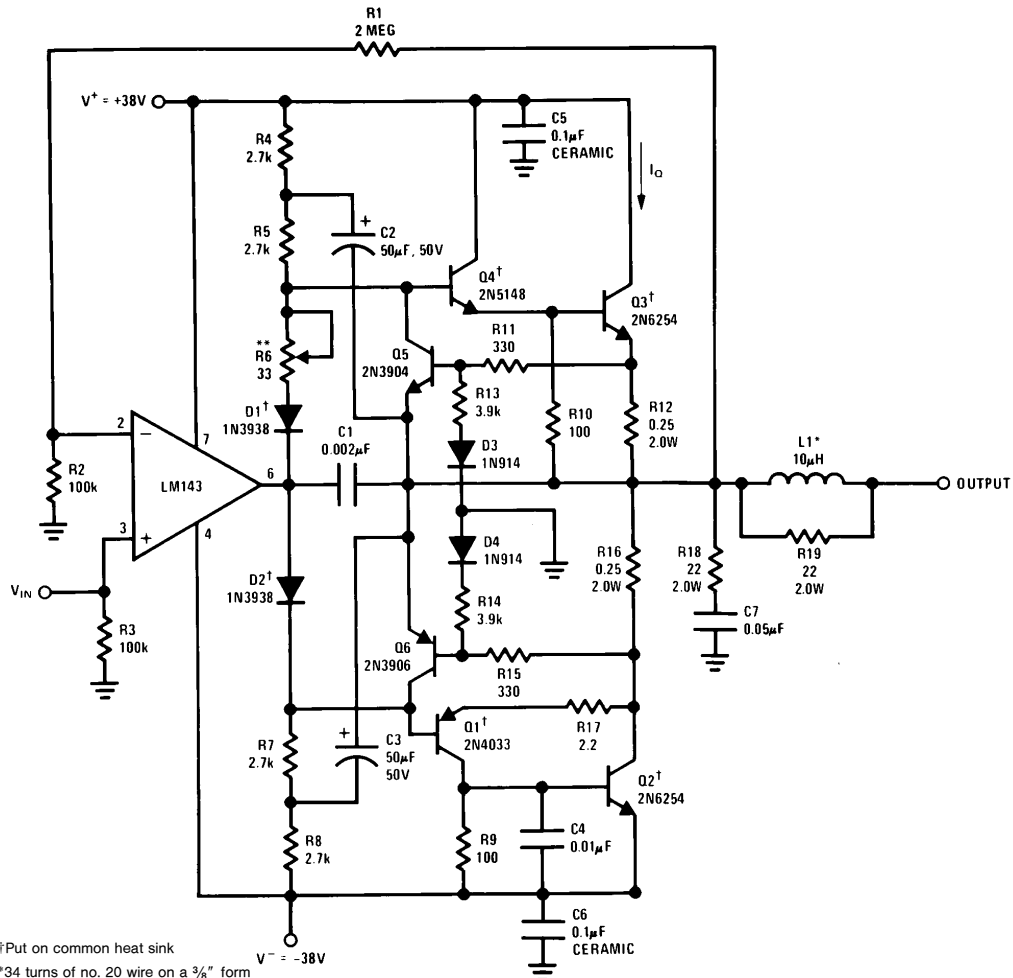 R1
2 MEG
V+ = +38V
R4
2.7k
C5
0.1μF
CERAMIC
IQ
R5
2.7k
+
C2
50μF, 50V
Q4†
2N5148
Q3†
2N6254
**
R6
33
Q5
2N3904
R11
330
D1†
1N3938
R13
3.9k
R10
100
R12
0.25
2.0W
C1
0.002μF
D3
1N914
L1*
10μH
2
−
7
R2
100k
LM143
6
OUTPUT
3
+
4
D4
1N914
R16
0.25
2.0W
R18
22
2.0W
R19
22
2.0W
VIN
D2†
1N3938
R14
3.9k
C7
0.05μF
R3
100k
Q6
2N3906
R15
330
R7
2.7k
+
C3
50μF
50V
Q1†
2N4033
R17
2.2
Q2†
2N6254
R8
2.7k
R9
100
C4
0.01μF
C6
0.1μF
CERAMIC
V− = −38V
†Put on common heat sink
*34 turns of no. 20 wire on a ⅜″ form